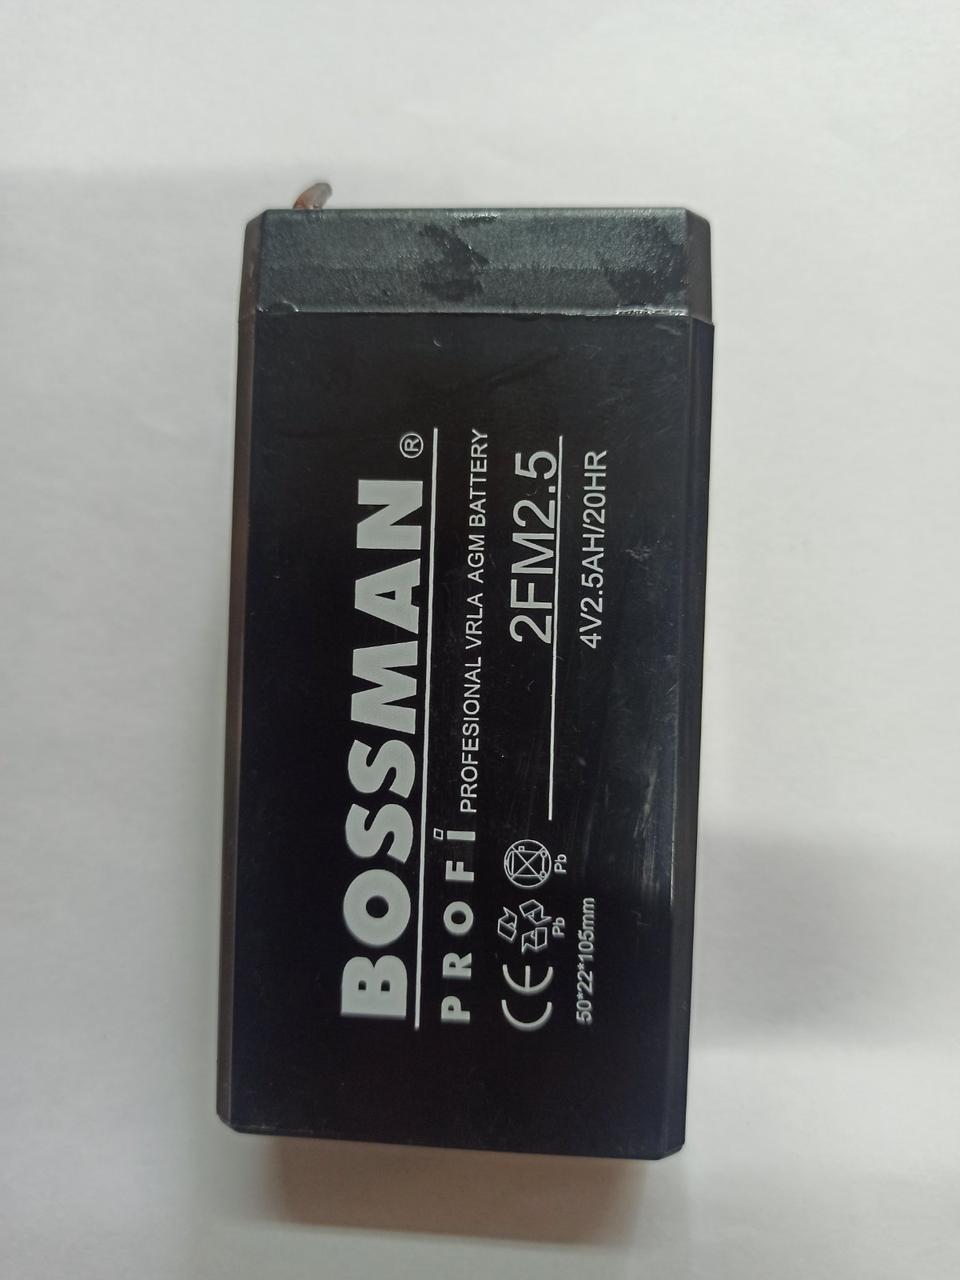 BOSSMAN®
PROFi PROFESIONAL VRLA AGM BATTERY
2FM2.5
4V2.5AH/20HR
CE Pb Pb
50*22*105mm